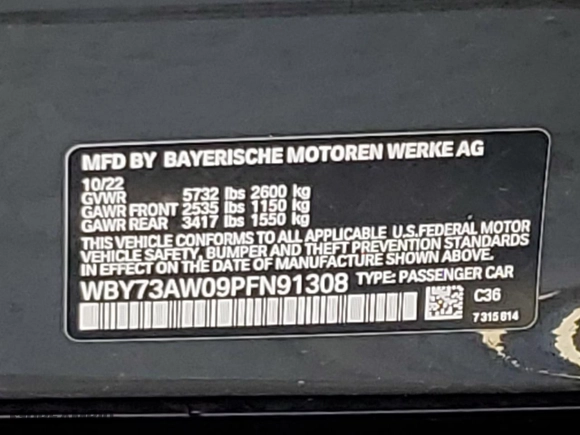 MFD BY BAYERISCHE MOTOREN WERKE AG
10/22
GVWR 5732 lbs 2600 kg
GAWR FRONT 2535 lbs 1150 kg
GAWR REAR 3417 lbs 1550 kg
THIS VEHICLE CONFORMS TO ALL APPLICABLE U.S.FEDERAL MOTOR
VEHICLE SAFETY, BUMPER AND THEFT PREVENTION STANDARDS
IN EFFECT ON THE DATE OF MANUFACTURE SHOWN ABOVE.
WBY73AW09PFN91308 TYPE: PASSENGER CAR
C36
7 315 614